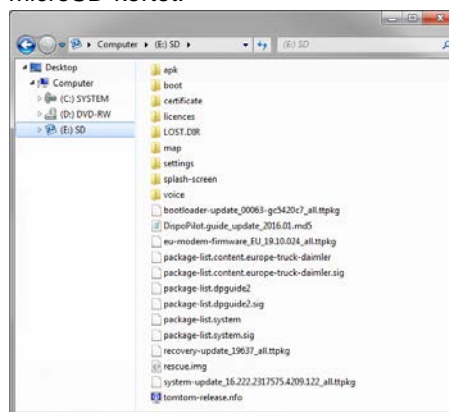 microSD-kortet.
Computer ▸ (E:) SD ▸
(E:) SD
Desktop
Computer
(C:) SYSTEM
(D:) DVD-RW
(E:) SD
apk
boot
certificate
licences
LOST.DIR
map
settings
splash-screen
voice
bootloader-update_00063-gc5420c7_all.ttpkg
DispoPilot.guide_update_2016.01.md5
eu-modem-firmware_EU_19.10.024_all.ttpkg
package-list.content.europe-truck-daimler
package-list.content.europe-truck-daimler.sig
package-list.dpguide2
package-list.dpguide2.sig
package-list.system
package-list.system.sig
recovery-update_19637_all.ttpkg
rescue.img
system-update_16.222.2317575.4209.122_all.ttpkg
tomtom-release.nfo